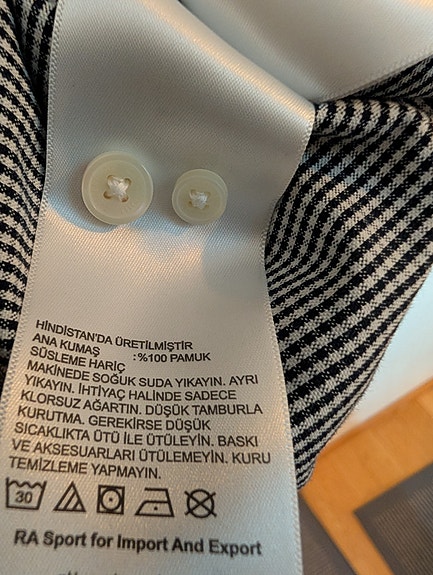 HİNDİSTAN'DA ÜRETİLMİŞTİR
ANA KUMAŞ :%100 PAMUK
SÜSLEME HARİÇ
MAKİNEDE SOĞUK SUDA YIKAYIN. AYRI
YIKAYIN. İHTİYAÇ HALİNDE SADECE
KLORSUZ AĞARTIN. DÜŞÜK TAMBURLA
KURUTMA. GEREKIRSE DÜŞÜK
SICAKLIKTA ÜTÜ İLE ÜTÜLEYİN. BASKI
VE AKSESUARLARI ÜTÜLEMEYİN. KURU
TEMİZLEME YAPMAYIN.
30
RA Sport for Import And Export